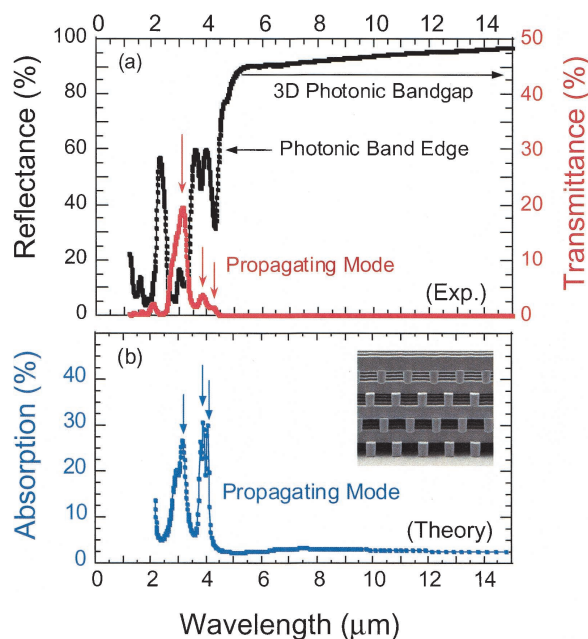 0 2 4 6 8 10 12 14
100 50
(a)
80 40
3D Photonic Bandgap
60 30
Photonic Band Edge
40 20
Propagating Mode
20 10
(Exp.)
0 0
Reflectance (%)
Transmittance (%)
(b)
40
30
20
Propagating Mode
10
(Theory)
0
Absorption (%)
0 2 4 6 8 10 12 14
Wavelength (μm)